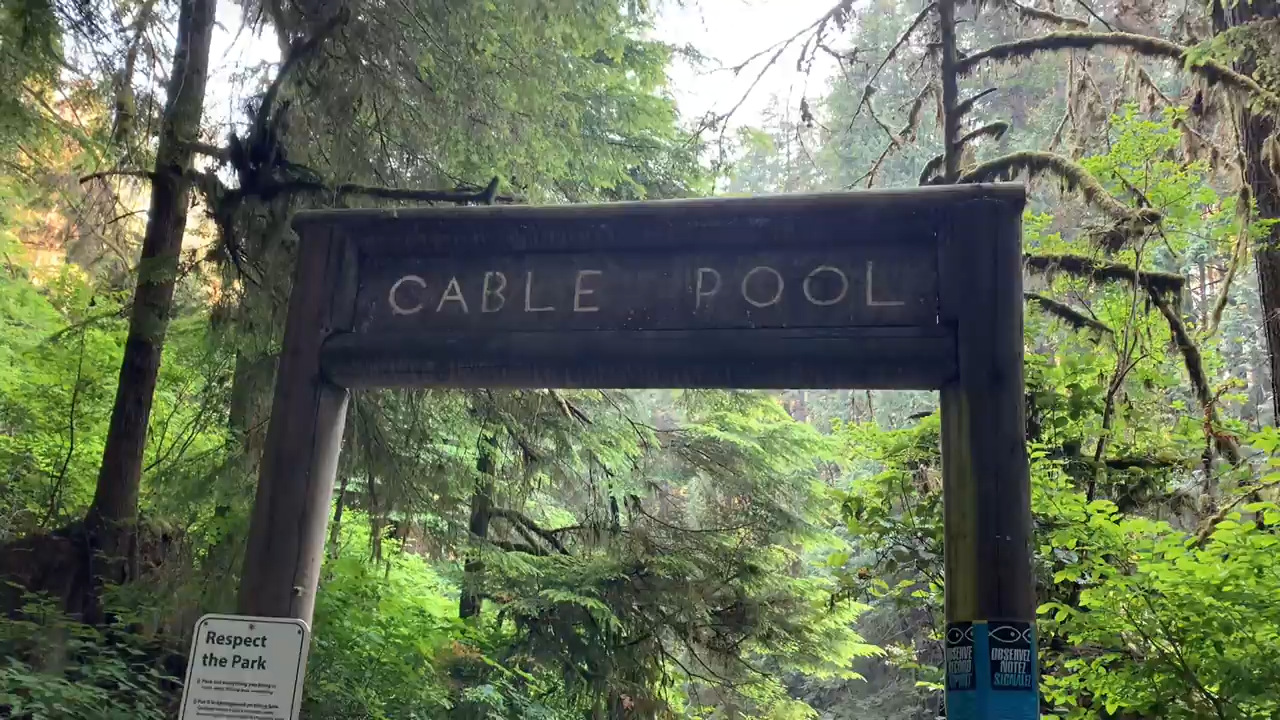 CABLE POOL
Respect
the Park
OBSERVE
RECORD
REPORT
OBSERVEZ
NOTEZ
SIGNALEZ